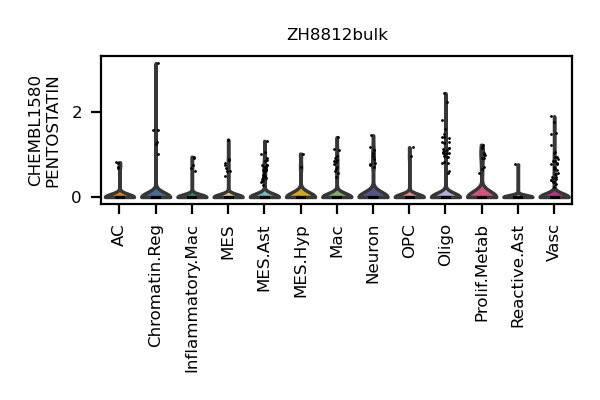 ZH8812bulk
CHEMBL1580
PENTOSTATIN
2
0
AC
Chromatin.Reg
Inflammatory.Mac
MES
MES.Ast
MES.Hyp
Mac
Neuron
OPC
Oligo
Prolif.Metab
Reactive.Ast
Vasc